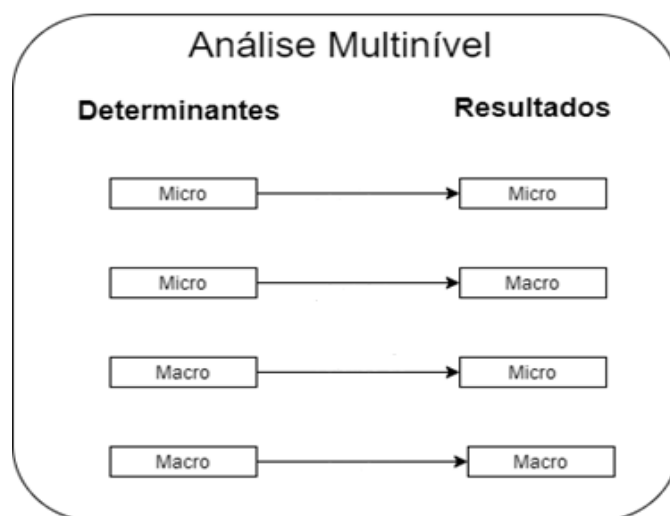 Análise Multinível
Determinantes Resultados
Micro Micro
Micro Macro
Macro Micro
Macro Macro